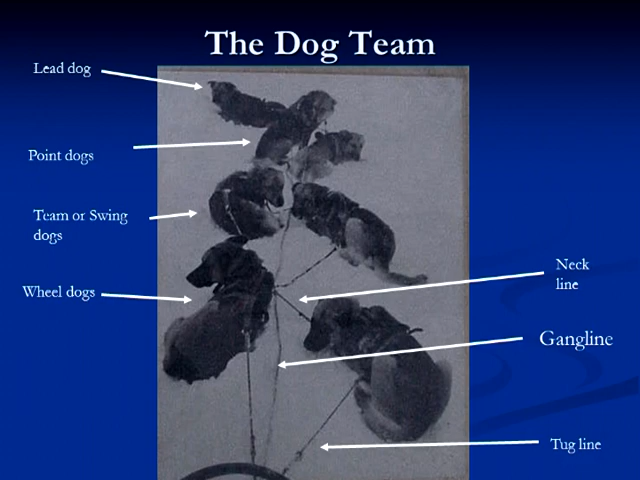 The Dog Team
Lead dog
Point dogs
Team or Swing
dogs
Wheel dogs
Neck
line
Gangline
Tug line